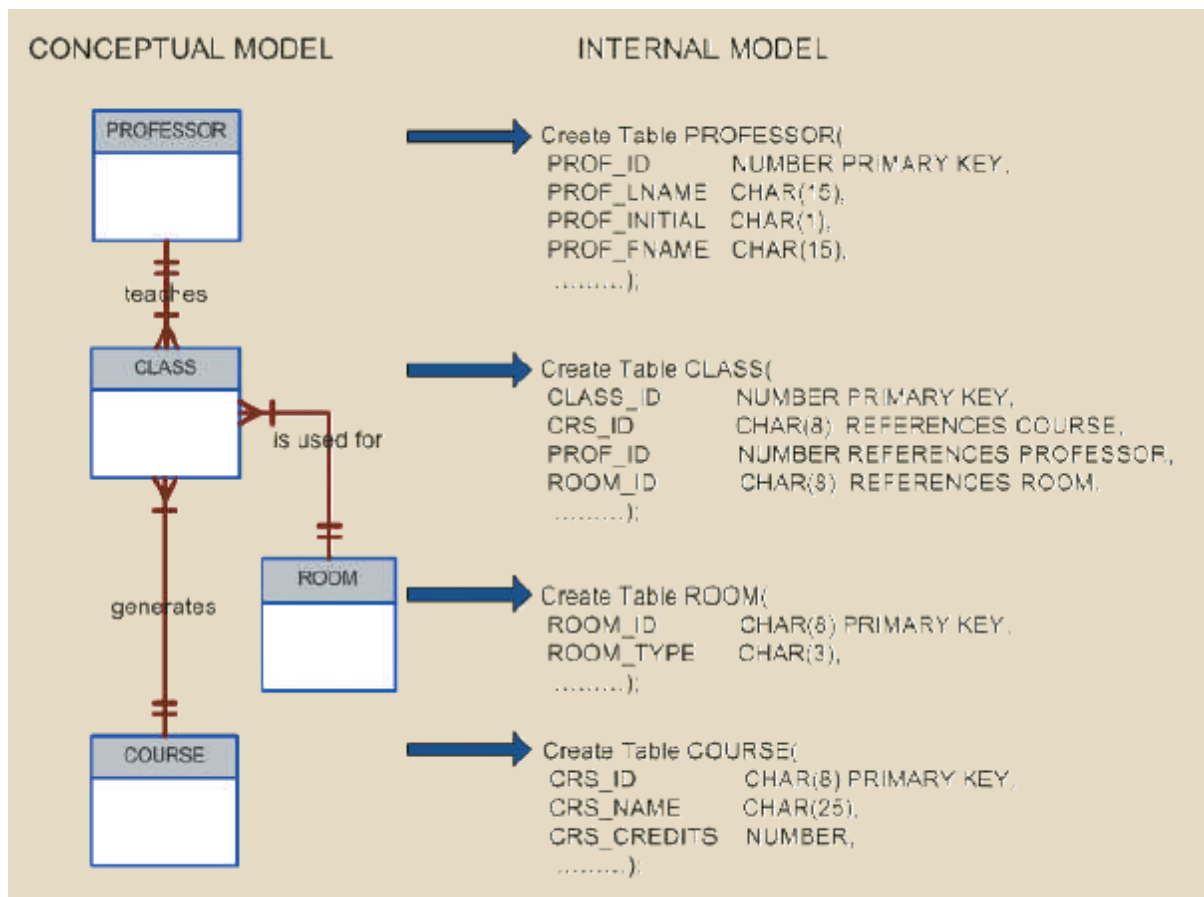 CONCEPTUAL MODEL
INTERNAL MODEL
PROFESSOR
teaches
CLASS
is used for
ROOM
generates
COURSE
Create Table PROFESSOR(
PROF_ID NUMBER PRIMARY KEY,
PROF_LNAME CHAR(15),
PROF_INITIAL CHAR(1),
PROF_FNAME CHAR(15),
.........);
Create Table CLASS(
CLASS_ID NUMBER PRIMARY KEY,
CRS_ID CHAR(8) REFERENCES COURSE,
PROF_ID NUMBER REFERENCES PROFESSOR,
ROOM_ID CHAR(8) REFERENCES ROOM,
.........);
Create Table ROOM(
ROOM_ID CHAR(8) PRIMARY KEY,
ROOM_TYPE CHAR(3),
.........);
Create Table COURSE(
CRS_ID CHAR(8) PRIMARY KEY,
CRS_NAME CHAR(25),
CRS_CREDITS NUMBER,
.........);